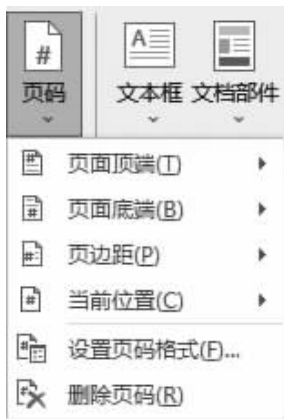 页码 文本框 文档部件
页面顶端(T)
页面底端(B)
页边距(P)
当前位置(C)
设置页码格式(F)...
删除页码(R)